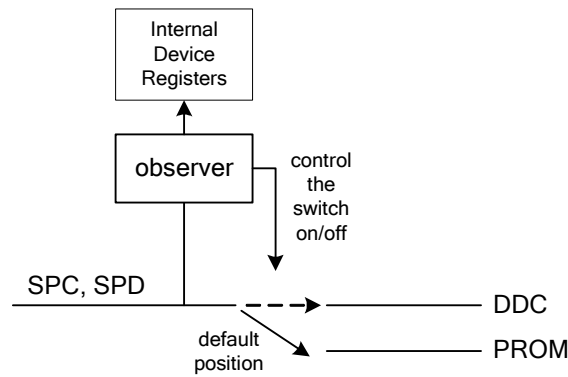 Internal
Device
Registers
observer
control
the
switch
on/off
SPC, SPD
DDC
default
position
PROM